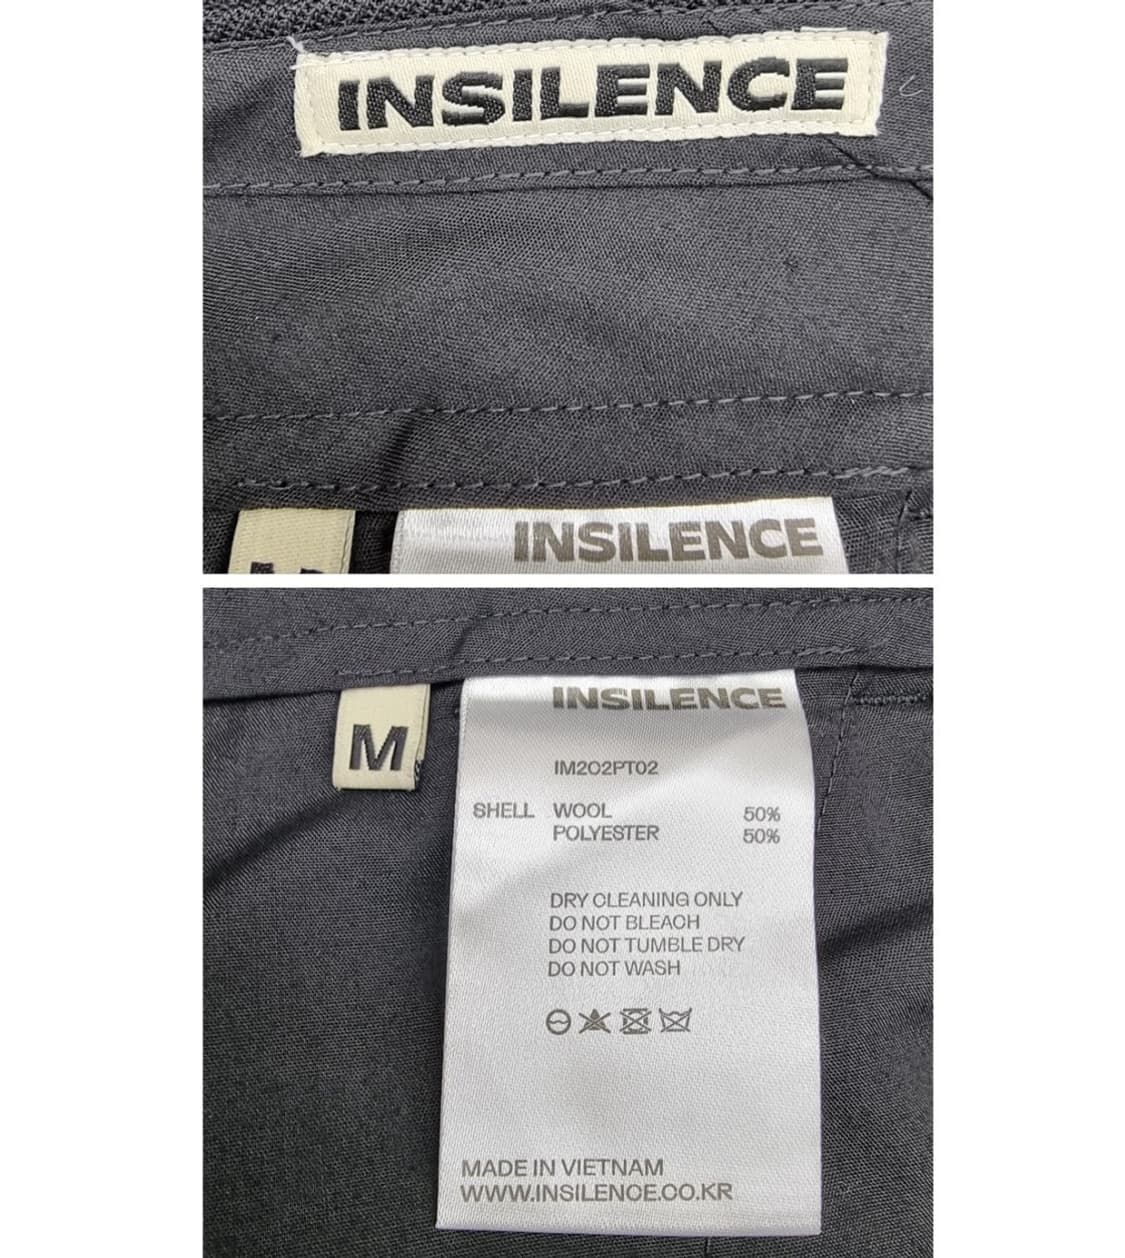 INSILENCE
INSILENCE
M
INSILENCE
IM2O2PT02
SHELL WOOL 50%
POLYESTER 50%
DRY CLEANING ONLY
DO NOT BLEACH
DO NOT TUMBLE DRY
DO NOT WASH
MADE IN VIETNAM
WWW.INSILENCE.CO.KR